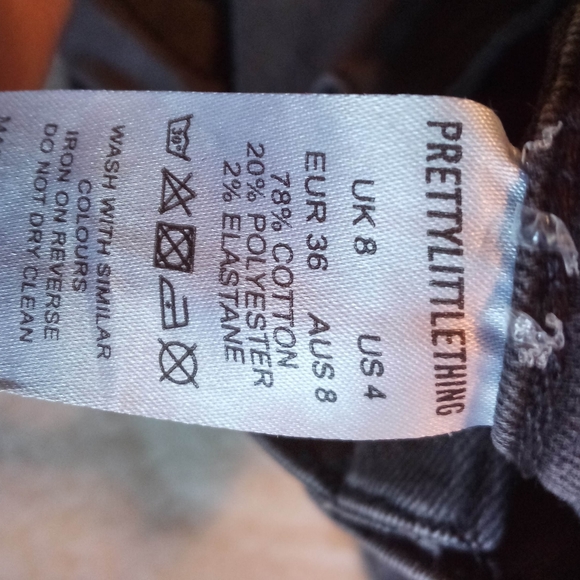 PRETTYLITTLETHING
UK 8 US 4
EUR 36 AUS 8
78% COTTON
20% POLYESTER
2% ELASTANE
30°
WASH WITH SIMILAR
COLOURS
IRON ON REVERSE
DO NOT DRY CLEAN